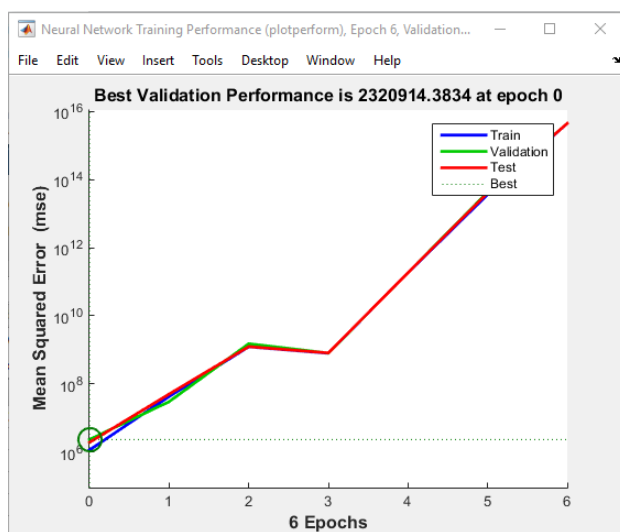 Neural Network Training Performance (plotperform), Epoch 6, Validation...
File Edit View Insert Tools Desktop Window Help
Best Validation Performance is 2320914.3834 at epoch 0
10^16
10^14
10^12
10^10
10^8
10^6
Mean Squared Error (mse)
Train
Validation
Test
Best
0 1 2 3 4 5 6
6 Epochs